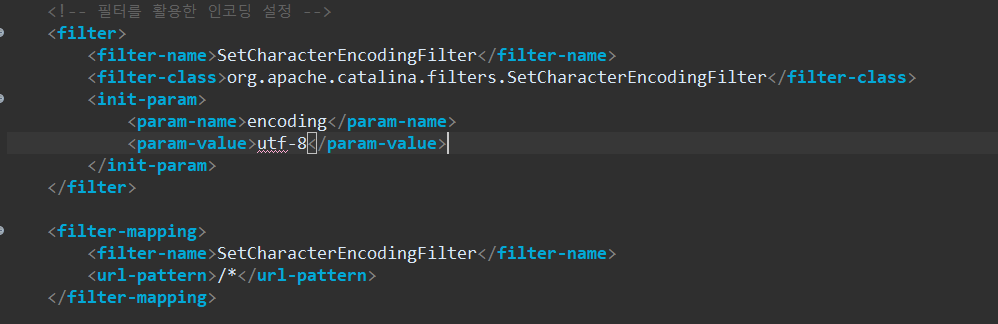 <!-- 필터를 활용한 인코딩 설정 -->
<filter>
<filter-name>SetCharacterEncodingFilter</filter-name>
<filter-class>org.apache.catalina.filters.SetCharacterEncodingFilter</filter-class>
<init-param>
<param-name>encoding</param-name>
<param-value>utf-8</param-value>
</init-param>
</filter>
<filter-mapping>
<filter-name>SetCharacterEncodingFilter</filter-name>
<url-pattern>/*</url-pattern>
</filter-mapping>